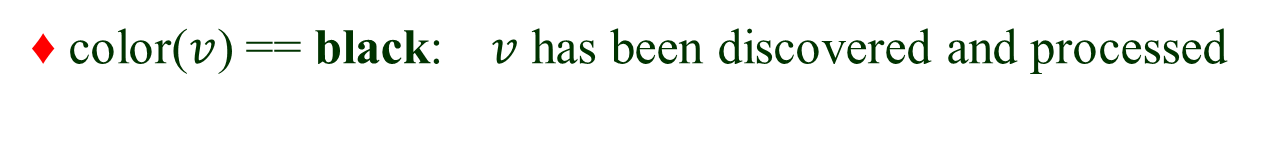 ♦ color(𝑣) == black: 𝑣 has been discovered and processed